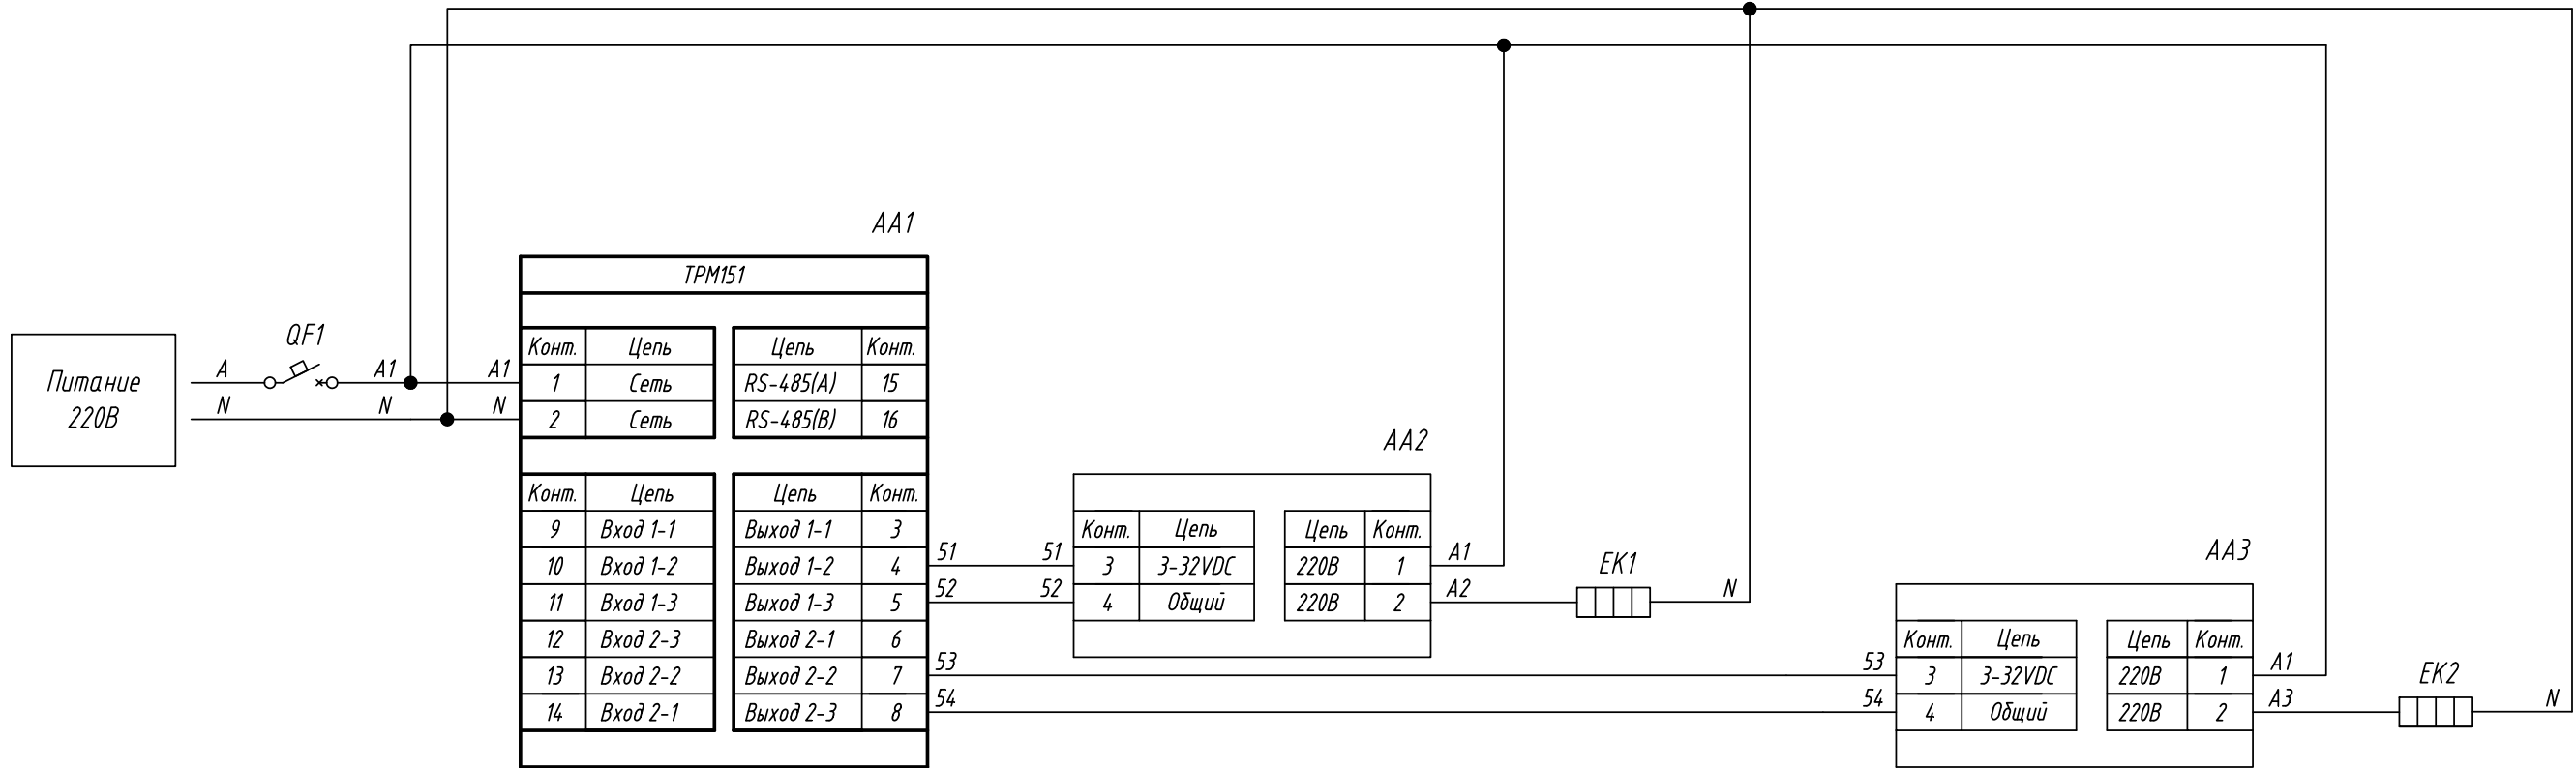 AA1
ТРМ151
QF1
Питание
220В
A
A1
A1
N
N
N
Конт.
Цепь
Цепь
Конт.
1
Сеть
RS-485(A)
15
2
Сеть
RS-485(B)
16
Конт.
Цепь
Цепь
Конт.
9
Вход 1-1
Выход 1-1
3
10
Вход 1-2
Выход 1-2
4
11
Вход 1-3
Выход 1-3
5
12
Вход 2-3
Выход 2-1
6
13
Вход 2-2
Выход 2-2
7
14
Вход 2-1
Выход 2-3
8
51
51
52
52
53
53
54
54
AA2
Конт.
Цепь
Цепь
Конт.
3
3-32VDC
220В
1
4
Общий
220В
2
A1
A2
EK1
N
AA3
Конт.
Цепь
Цепь
Конт.
3
3-32VDC
220В
1
4
Общий
220В
2
A1
A3
EK2
N